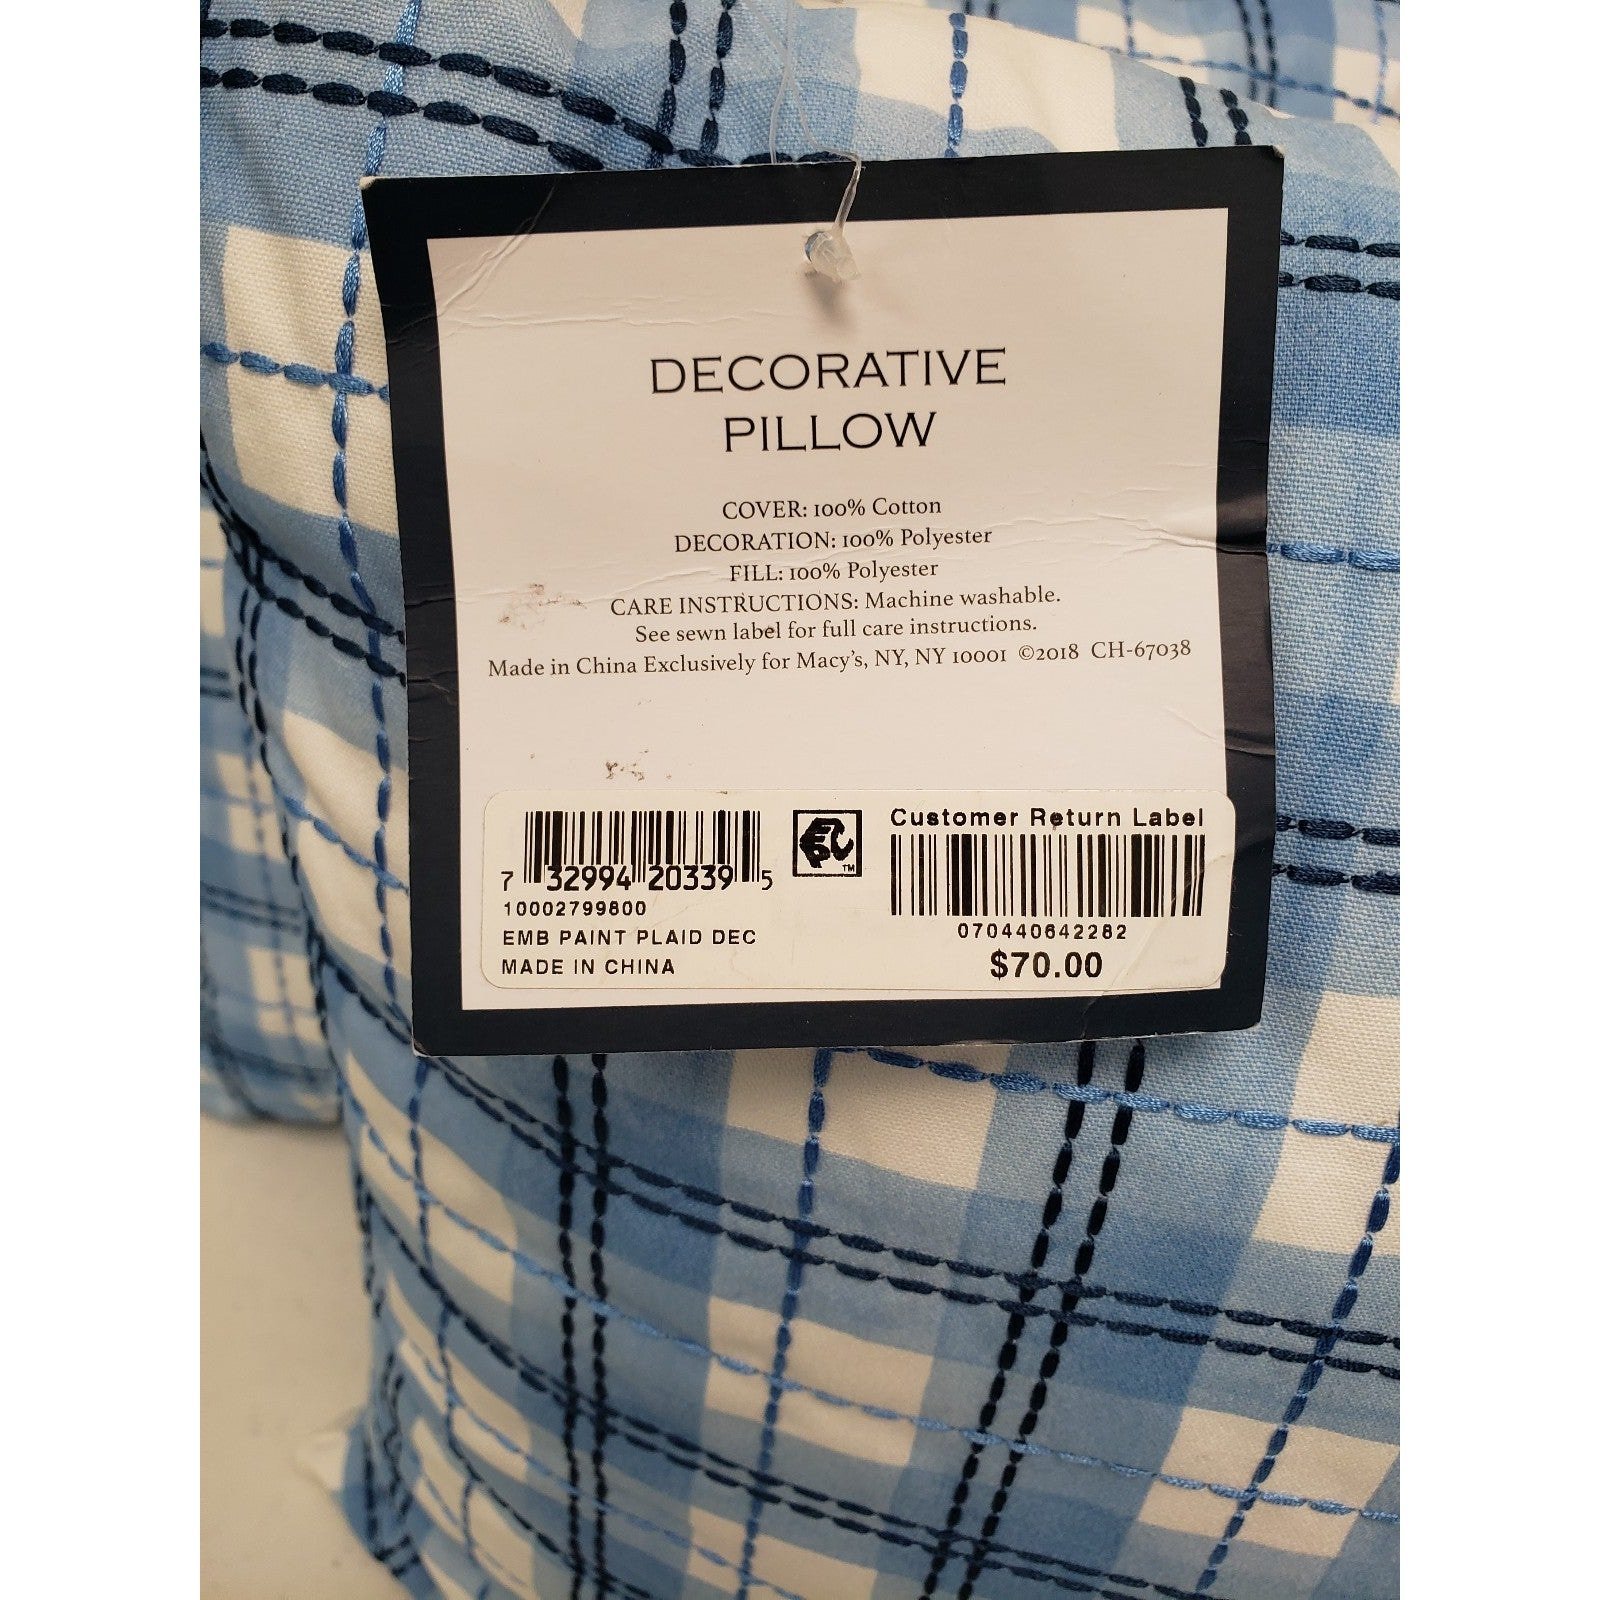 DECORATIVE
PILLOW
COVER: 100% Cotton
DECORATION: 100% Polyester
FILL: 100% Polyester
CARE INSTRUCTIONS: Machine washable.
See sewn label for full care instructions.
Made in China Exclusively for Macy's, NY, NY 10001 ©2018 CH-67038
7 32994 20339 5
10002799800
EMB PAINT PLAID DEC
MADE IN CHINA
EPC TM
Customer Return Label
070440642282
$70.00